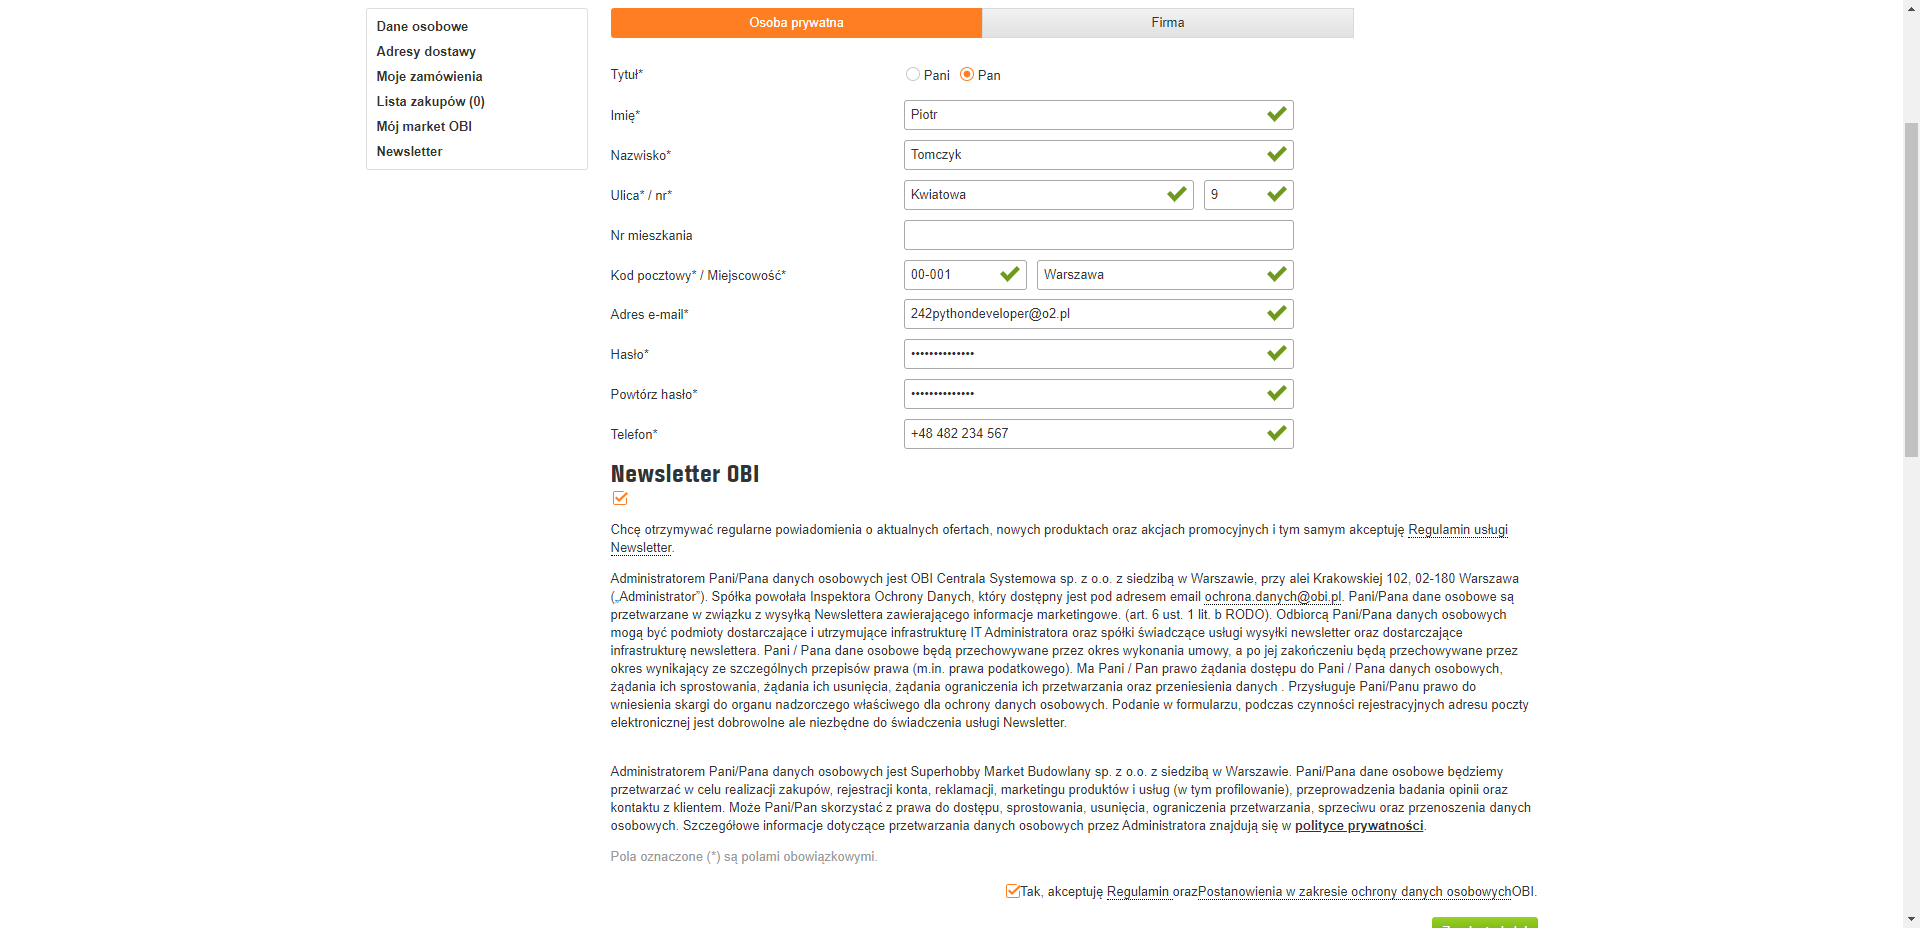 Dane osobowe
Adresy dostawy
Moje zamówienia
Lista zakupów (0)
Mój market OBI
Newsletter
Osoba prywatna
Firma
Tytuł*
Pani
Pan
Imię*
Piotr
Nazwisko*
Tomczyk
Ulica* / nr*
Kwiatowa
9
Nr mieszkania
Kod pocztowy* / Miejscowość*
00-001
Warszawa
Adres e-mail*
242pythondeveloper@o2.pl
Hasło*
••••••••••••••
Powtórz hasło*
••••••••••••••
Telefon*
+48 482 234 567
Newsletter OBI
Chcę otrzymywać regularne powiadomienia o aktualnych ofertach, nowych produktach oraz akcjach promocyjnych i tym samym akceptuję Regulamin usługi
Newsletter.
Administratorem Pani/Pana danych osobowych jest OBI Centrala Systemowa sp. z o.o. z siedzibą w Warszawie, przy alei Krakowskiej 102, 02-180 Warszawa
(„Administrator”). Spółka powołała Inspektora Ochrony Danych, który dostępny jest pod adresem email ochrona.danych@obi.pl. Pani/Pana dane osobowe są
przetwarzane w związku z wysyłką Newslettera zawierającego informacje marketingowe. (art. 6 ust. 1 lit. b RODO). Odbiorcą Pani/Pana danych osobowych
mogą być podmioty dostarczające i utrzymujące infrastrukturę IT Administratora oraz spółki świadczące usługi wysyłki newsletter oraz dostarczające
infrastrukturę newslettera. Pani / Pana dane osobowe będą przechowywane przez okres wykonania umowy, a po jej zakończeniu będą przechowywane przez
okres wynikający ze szczególnych przepisów prawa (m.in. prawa podatkowego). Ma Pani / Pan prawo żądania dostępu do Pani / Pana danych osobowych,
żądania ich sprostowania, żądania ich usunięcia, żądania ograniczenia ich przetwarzania oraz przeniesienia danych . Przysługuje Pani/Panu prawo do
wniesienia skargi do organu nadzorczego właściwego dla ochrony danych osobowych. Podanie w formularzu, podczas czynności rejestracyjnych adresu poczty
elektronicznej jest dobrowolne ale niezbędne do świadczenia usługi Newsletter.
Administratorem Pani/Pana danych osobowych jest Superhobby Market Budowlany sp. z o.o. z siedzibą w Warszawie. Pani/Pana dane osobowe będziemy
przetwarzać w celu realizacji zakupów, rejestracji konta, reklamacji, marketingu produktów i usług (w tym profilowanie), przeprowadzenia badania opinii oraz
kontaktu z klientem. Może Pani/Pan skorzystać z prawa do dostępu, sprostowania, usunięcia, ograniczenia przetwarzania, sprzeciwu oraz przenoszenia danych
osobowych. Szczegółowe informacje dotyczące przetwarzania danych osobowych przez Administratora znajdują się w polityce prywatności.
Pola oznaczone (*) są polami obowiązkowymi.
Tak, akceptuję Regulamin orazPostanowienia w zakresie ochrony danych osobowychOBI.